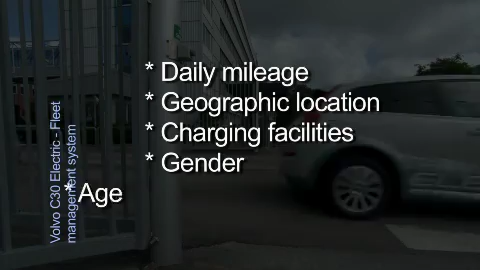 * Daily mileage
* Geographic location
* Charging facilities
* Gender
* Age
Volvo C30 Electric - Fleet
management system